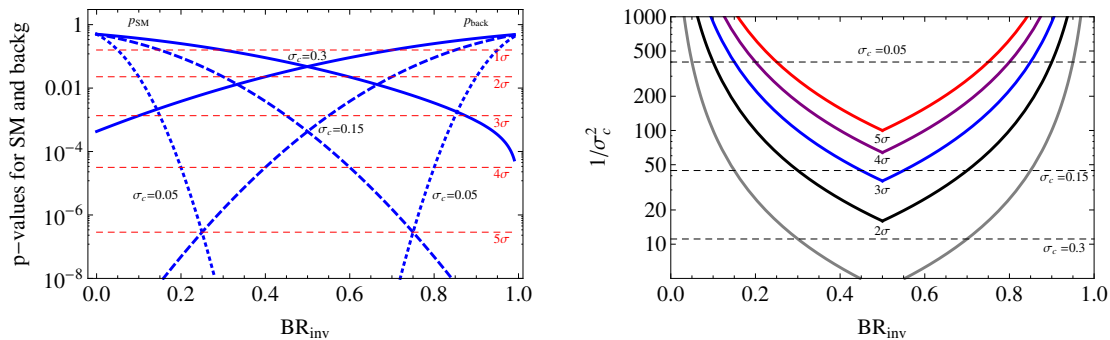 p_SM
p_back
1
0.01
10^-4
10^-6
10^-8
p-values for SM and backg
σ_c=0.3
σ_c=0.15
σ_c=0.05
σ_c=0.05
1σ
2σ
3σ
4σ
5σ
0.0 0.2 0.4 0.6 0.8 1.0
BR_inv
1000
500
100
50
20
10
1/σ_c^2
σ_c=0.05
5σ
4σ
3σ
2σ
σ_c=0.15
σ_c=0.3
0.0 0.2 0.4 0.6 0.8 1.0
BR_inv